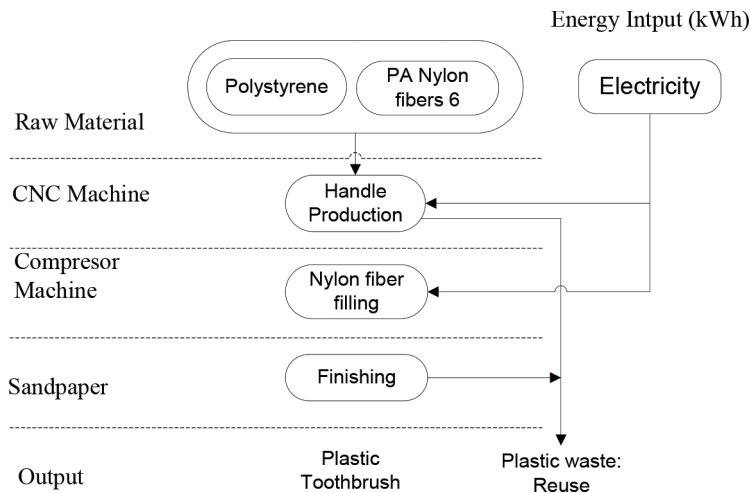 Energy Intput (kWh)
Polystyrene
PA Nylon
fibers 6
Electricity
Raw Material
CNC Machine
Handle
Production
Compresor
Machine
Nylon fiber
filling
Sandpaper
Finishing
Output
Plastic
Toothbrush
Plastic waste:
Reuse